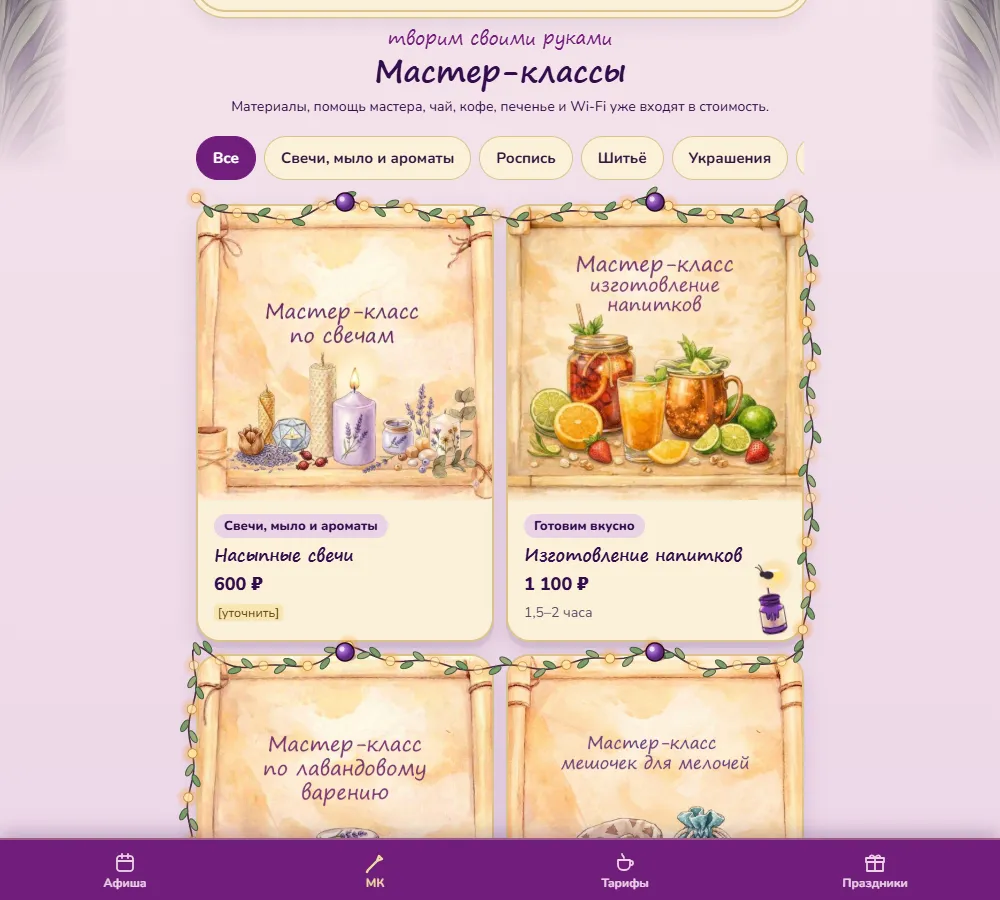 творим своими руками
Мастер-классы
Материалы, помощь мастера, чай, кофе, печенье и Wi-Fi уже входят в стоимость.
Все
Свечи, мыло и ароматы
Роспись
Шитьё
Украшения
Мастер-класс
по свечам
Мастер-класс
изготовление
напитков
Свечи, мыло и ароматы
Насыпные свечи
600 ₽
[уточнить]
Готовим вкусно
Изготовление напитков
1 100 ₽
1,5–2 часа
Мастер-класс
по лавандовому
варению
Мастер-класс
мешочек для мелочей
Афиша
МК
Тарифы
Праздники